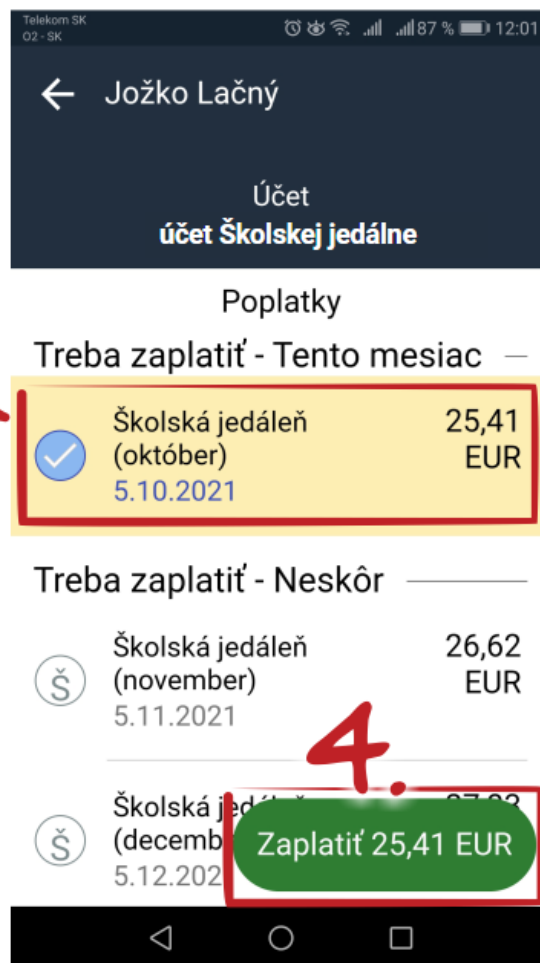 Telekom SK
O2 - SK
87 % 12:01
Jožko Lačný
Účet
účet Školskej jedálne
Poplatky
Treba zaplatiť - Tento mesiac
Školská jedáleň 25,41
(október) EUR
5.10.2021
Treba zaplatiť - Neskôr
Š
Školská jedáleň 26,62
(november) EUR
5.11.2021
4.
Š
Školská
(decemb
5.12.202
Zaplatiť 25,41 EUR